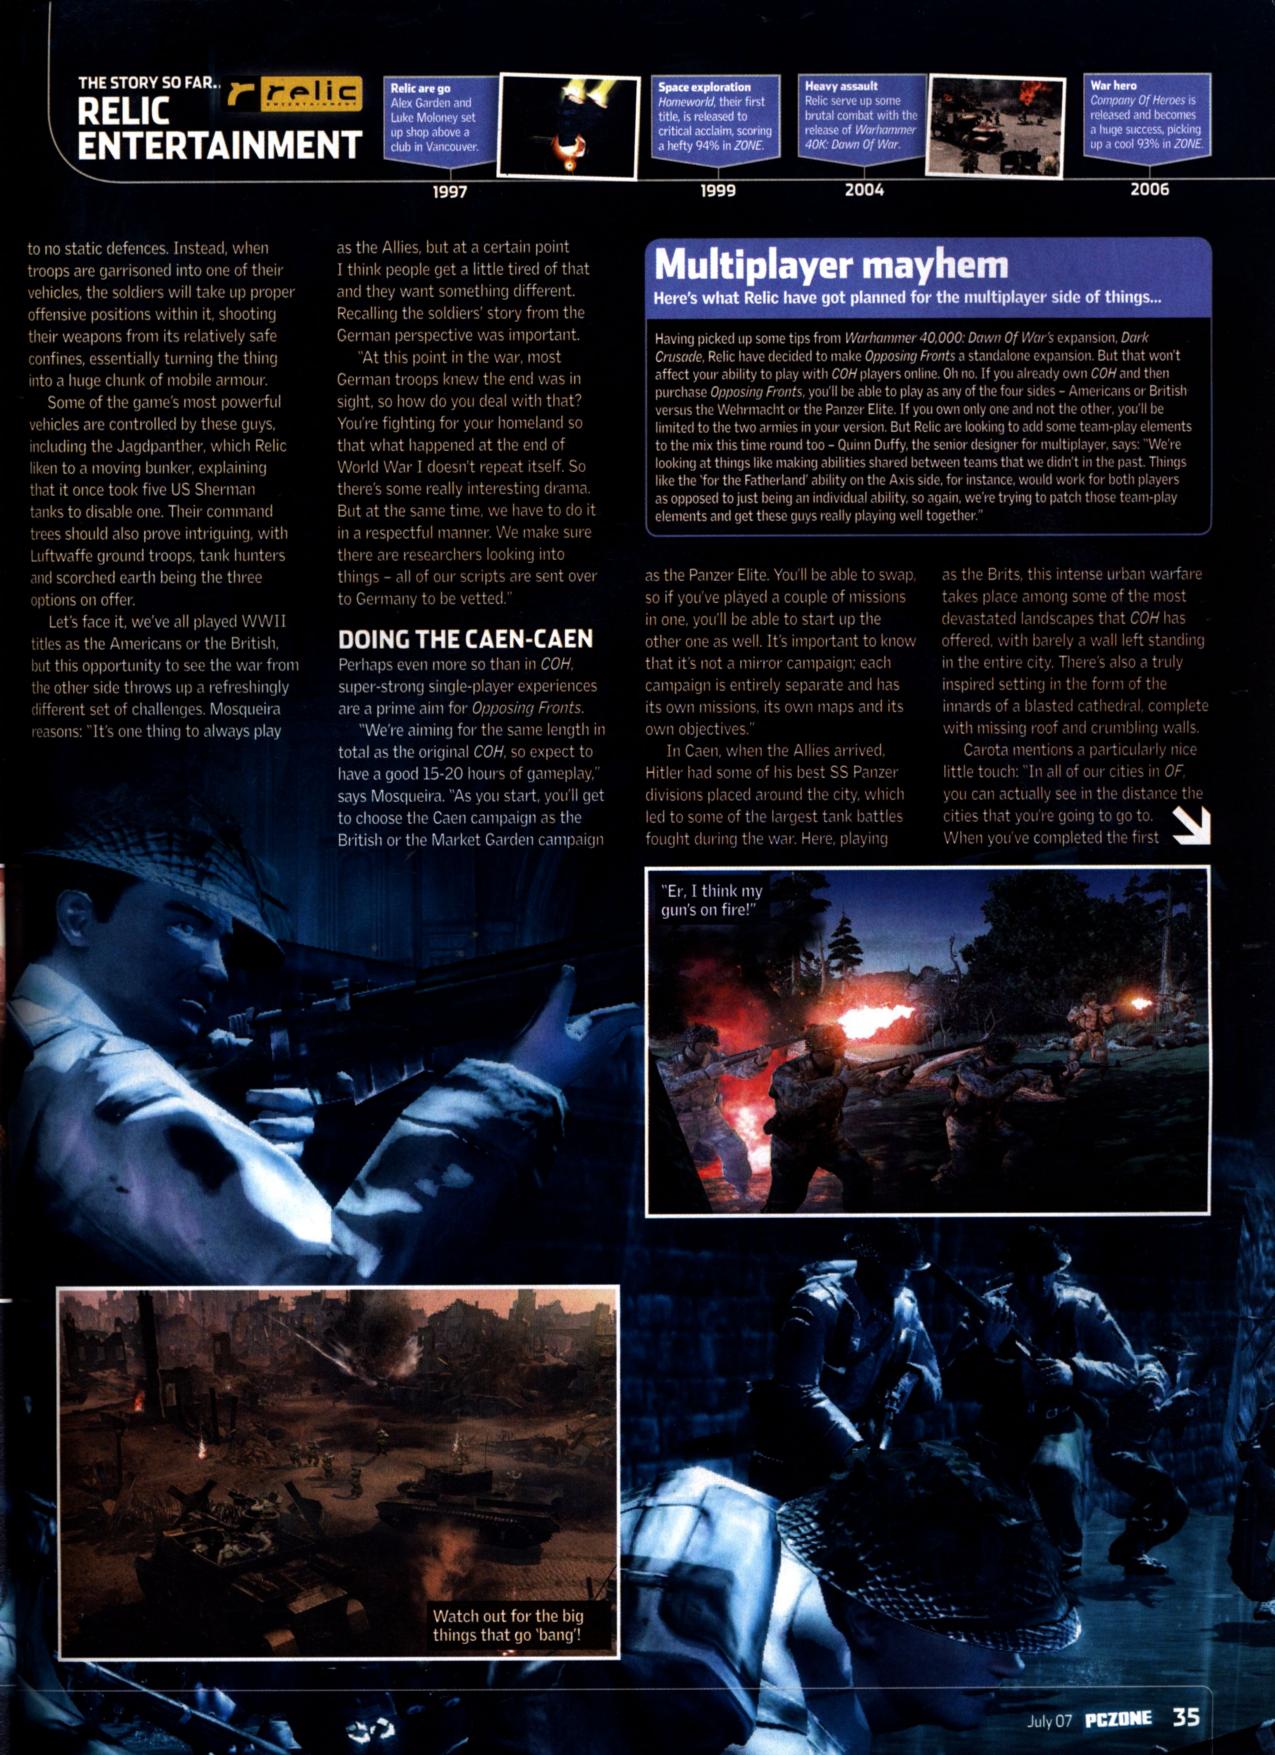 THE STORY SO FAR..
RELIC
ENTERTAINMENT
relic
ENTERTAINMENT
Relic are go
Alex Garden and
Luke Moloney set
up shop above a
club in Vancouver.
1997
Space exploration
Homeworld, their first
title, is released to
critical acclaim, scoring
a hefty 94% in ZONE.
1999
Heavy assault
Relic serve up some
brutal combat with the
release of Warhammer
40K: Dawn Of War.
2004
War hero
Company Of Heroes is
released and becomes
a huge success, picking
up a cool 93% in ZONE.
2006
to no static defences. Instead, when
troops are garrisoned into one of their
vehicles, the soldiers will take up proper
offensive positions within it, shooting
their weapons from its relatively safe
confines, essentially turning the thing
into a huge chunk of mobile armour.
Some of the game's most powerful
vehicles are controlled by these guys,
including the Jagdpanther, which Relic
liken to a moving bunker, explaining
that it once took five US Sherman
tanks to disable one. Their command
trees should also prove intriguing, with
Luftwaffe ground troops, tank hunters
and scorched earth being the three
options on offer.
Let's face it, we've all played WWII
titles as the Americans or the British,
but this opportunity to see the war from
the other side throws up a refreshingly
different set of challenges. Mosqueira
reasons: "It's one thing to always play
as the Allies, but at a certain point
I think people get a little tired of that
and they want something different.
Recalling the soldiers' story from the
German perspective was important.
"At this point in the war, most
German troops knew the end was in
sight, so how do you deal with that?
You're fighting for your homeland so
that what happened at the end of
World War I doesn't repeat itself. So
there's some really interesting drama.
But at the same time, we have to do it
in a respectful manner. We make sure
there are researchers looking into
things – all of our scripts are sent over
to Germany to be vetted."
DOING THE CAEN-CAEN
Perhaps even more so than in COH,
super-strong single-player experiences
are a prime aim for Opposing Fronts.
"We're aiming for the same length in
total as the original COH, so expect to
have a good 15-20 hours of gameplay,"
says Mosqueira. "As you start, you'll get
to choose the Caen campaign as the
British or the Market Garden campaign
Multiplayer mayhem
Here's what Relic have got planned for the multiplayer side of things...
Having picked up some tips from Warhammer 40,000: Dawn Of War's expansion, Dark
Crusade, Relic have decided to make Opposing Fronts a standalone expansion. But that won't
affect your ability to play with COH players online. Oh no. If you already own COH and then
purchase Opposing Fronts, you'll be able to play as any of the four sides – Americans or British
versus the Wehrmacht or the Panzer Elite. If you own only one and not the other, you'll be
limited to the two armies in your version. But Relic are looking to add some team-play elements
to the mix this time round too – Quinn Duffy, the senior designer for multiplayer, says: "We're
looking at things like making abilities shared between teams that we didn't in the past. Things
like the 'for the Fatherland' ability on the Axis side, for instance, would work for both players
as opposed to just being an individual ability, so again, we're trying to patch those team-play
elements and get these guys really playing well together."
as the Panzer Elite. You'll be able to swap,
so if you've played a couple of missions
in one, you'll be able to start up the
other one as well. It's important to know
that it's not a mirror campaign; each
campaign is entirely separate and has
its own missions, its own maps and its
own objectives."
In Caen, when the Allies arrived,
Hitler had some of his best SS Panzer
divisions placed around the city, which
led to some of the largest tank battles
fought during the war. Here, playing
as the Brits, this intense urban warfare
takes place among some of the most
devastated landscapes that COH has
offered, with barely a wall left standing
in the entire city. There's also a truly
inspired setting in the form of the
innards of a blasted cathedral, complete
with missing roof and crumbling walls.
Carota mentions a particularly nice
little touch: "In all of our cities in OF,
you can actually see in the distance the
cities that you're going to go to.
When you've completed the first
"Er, I think my
gun's on fire!"
Watch out for the big
things that go 'bang'!
July 07 PCZONE 35